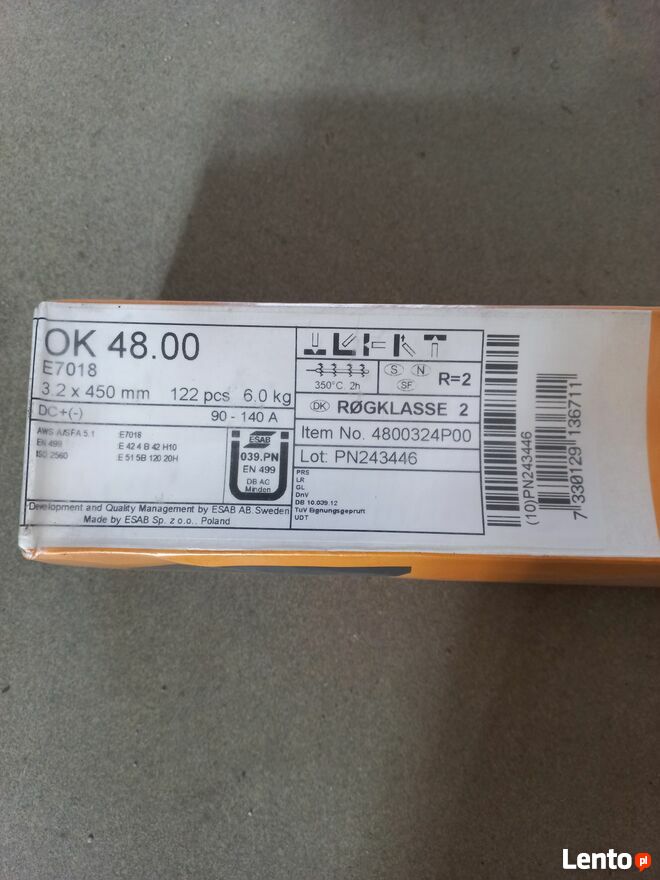 OK 48.00
E7018
3.2 x 450 mm 122 pcs 6.0 kg
DC+(-) 90 - 140 A
AWS A/SFA 5.1 :E7018
EN 499 :E 42 4 B 42 H10
ISO 2560 :E 51 5B 120 20H
ESAB
039.PN
EN 499
DB AG
Minden
Development and Quality Management by ESAB AB. Sweden
Made by ESAB Sp. z o.o., Poland
350°C. 2h
S N
SF
R=2
DK RØGKLASSE 2
Item No. 4800324P00
Lot: PN243446
PRS
LR
GL
DnV
DB 10.039.12
TüV Eignungsgeprüft
UDT
(10)PN243446
7 330129 136711
Lento.pl